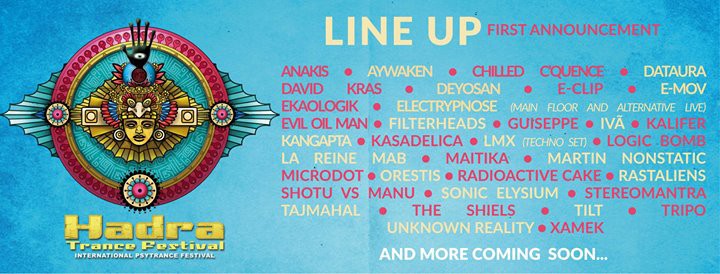 LINE UP FIRST ANNOUNCEMENT
ANAKIS • AYWAKEN • CHILLED C'QUENCE • DATAURA
DAVID KRAS • DEYOSAN • E-CLIP • E-MOV
EKAOLOGIK • ELECTRYPNOSE (MAIN FLOOR AND ALTERNATIVE LIVE)
EVIL OIL MAN • FILTERHEADS • GUISEPPE • IVÃ • KALIFER
KANGAPTA • KASADELICA • LMX (TECHNO SET) • LOGIC BOMB
LA REINE MAB • MAITIKA • MARTIN NONSTATIC
MICRODOT • ORESTIS • RADIOACTIVE CAKE • RASTALIENS
SHOTU VS MANU • SONIC ELYSIUM • STEREOMANTRA
TAJMAHAL • THE SHIELS • TILT • TRIPO
UNKNOWN REALITY • XAMEK
AND MORE COMING SOON...
Hadra
Trance Festival
INTERNATIONAL PSYTRANCE FESTIVAL